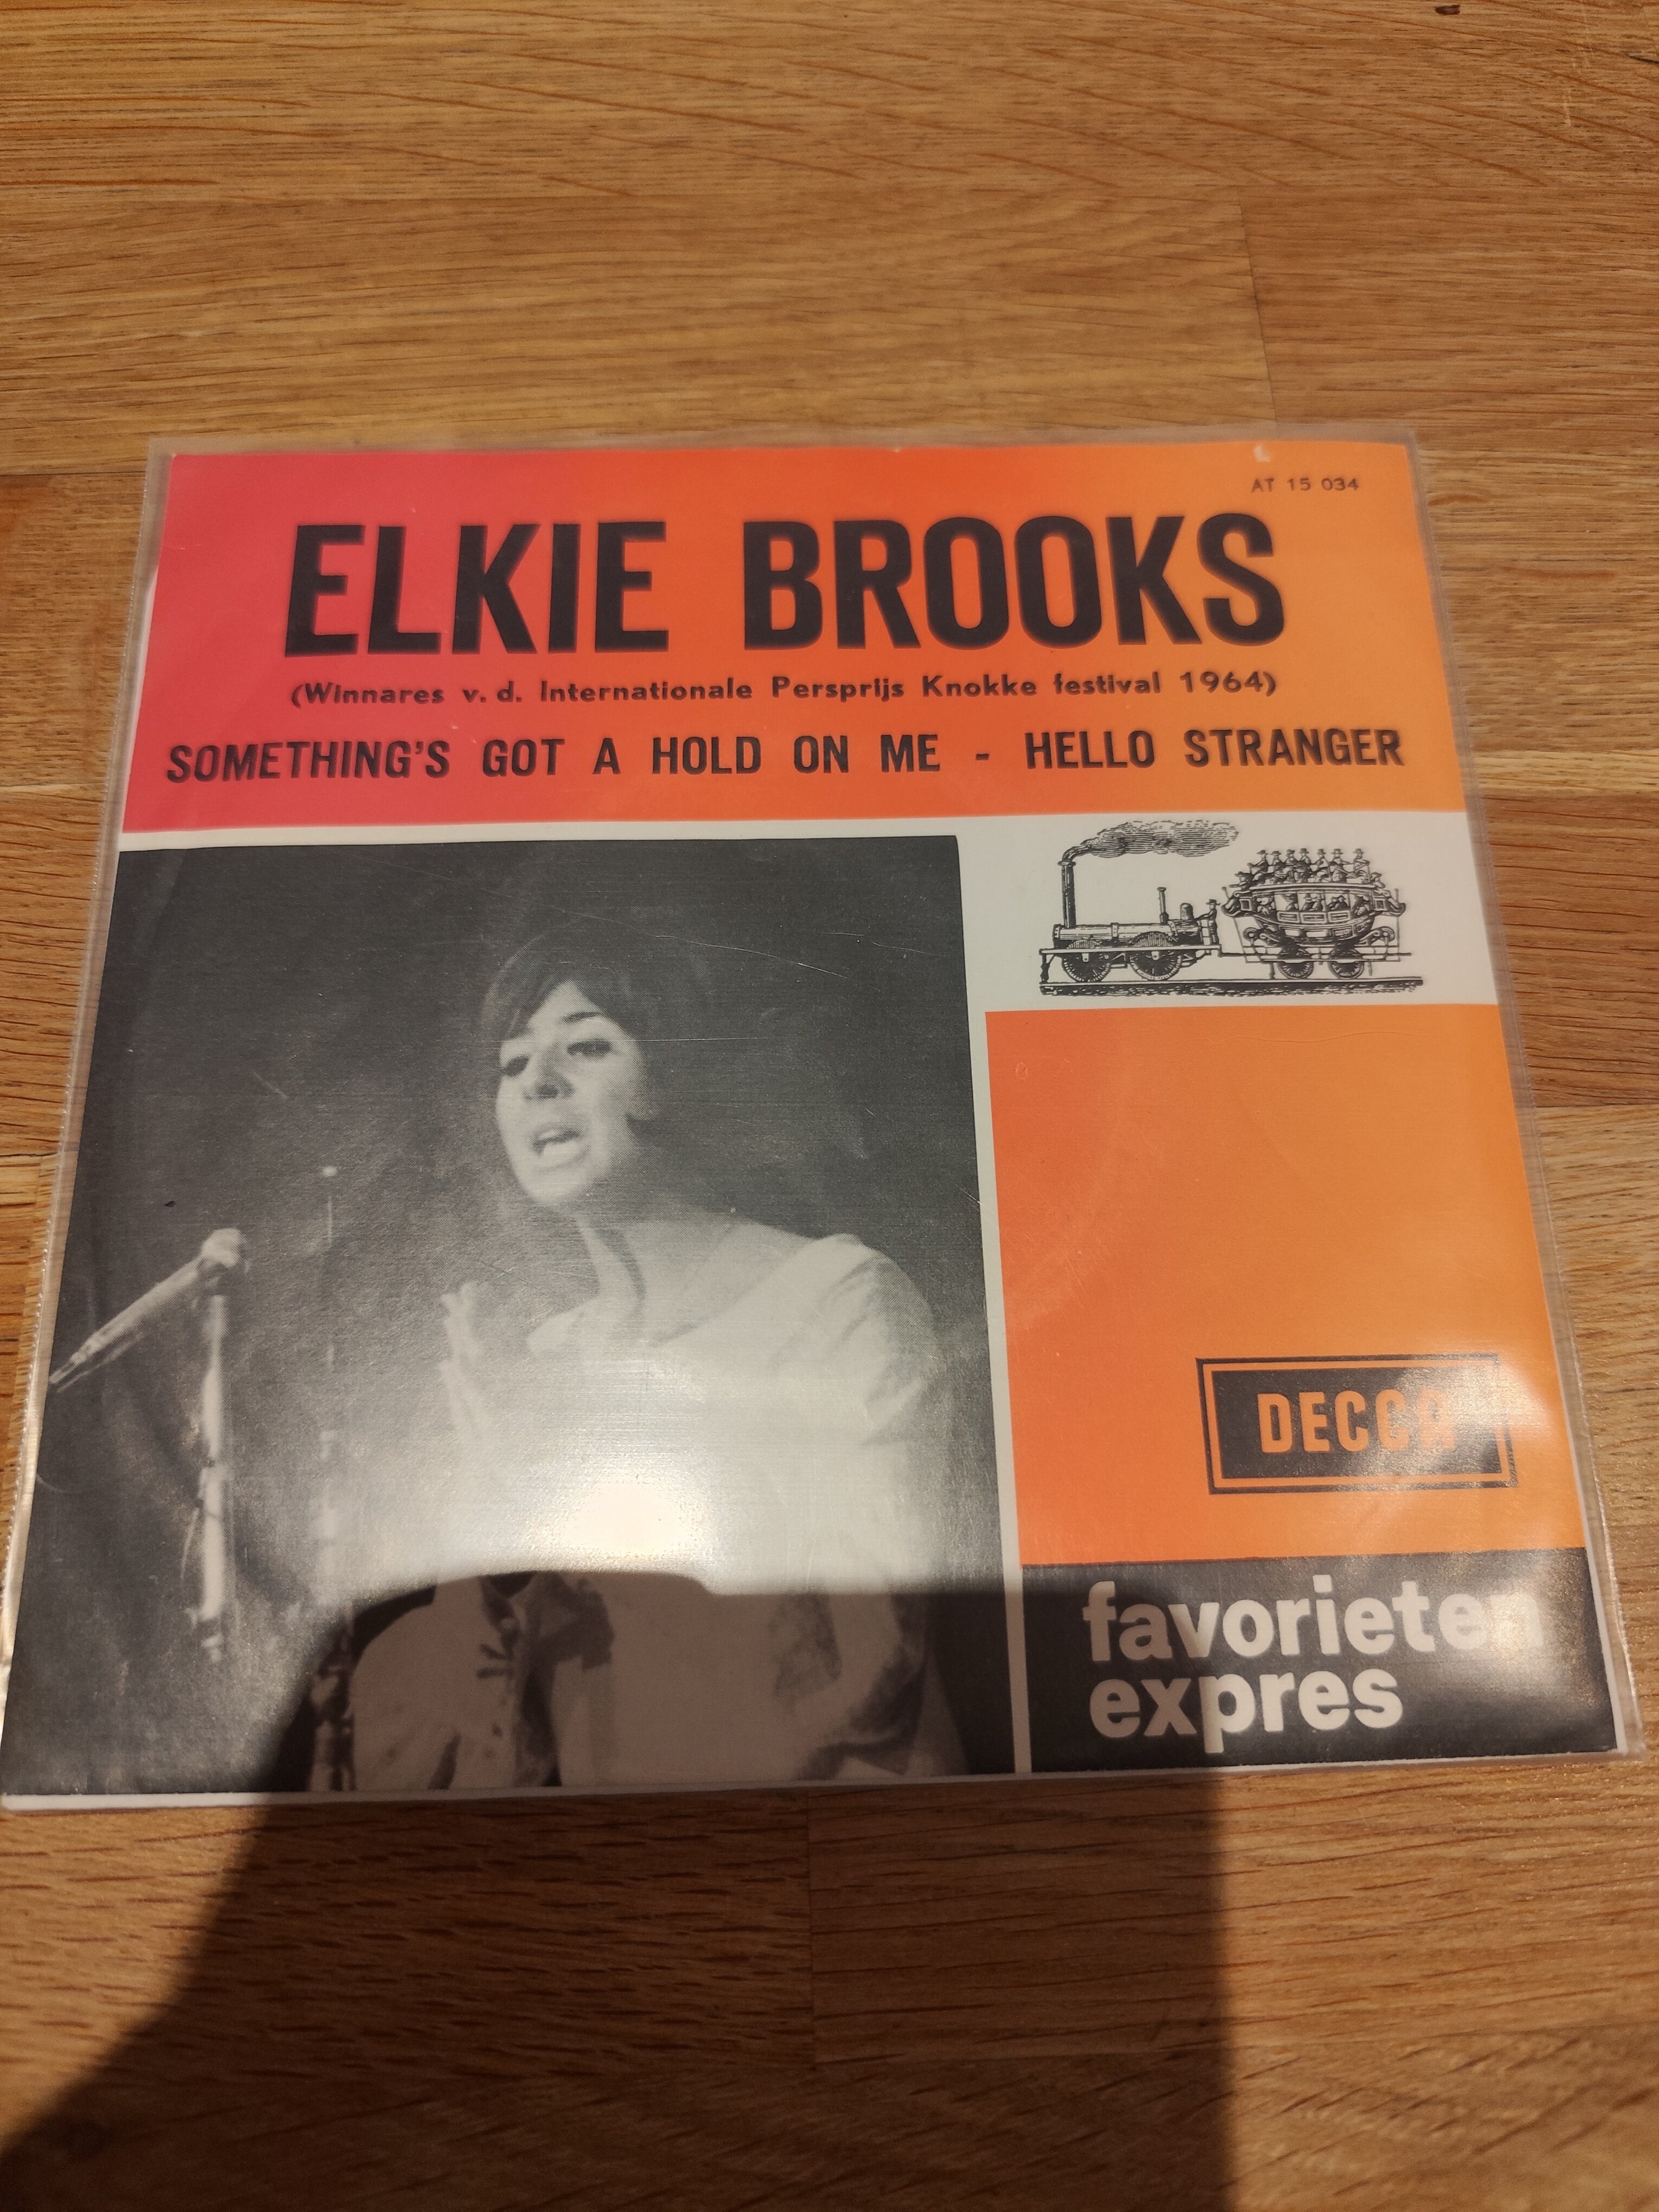 AT 15 034
ELKIE BROOKS
(Winnares v. d. Internationale Persprijs Knokke festival 1964)
SOMETHING'S GOT A HOLD ON ME - HELLO STRANGER
DECCA
favorieten
expres